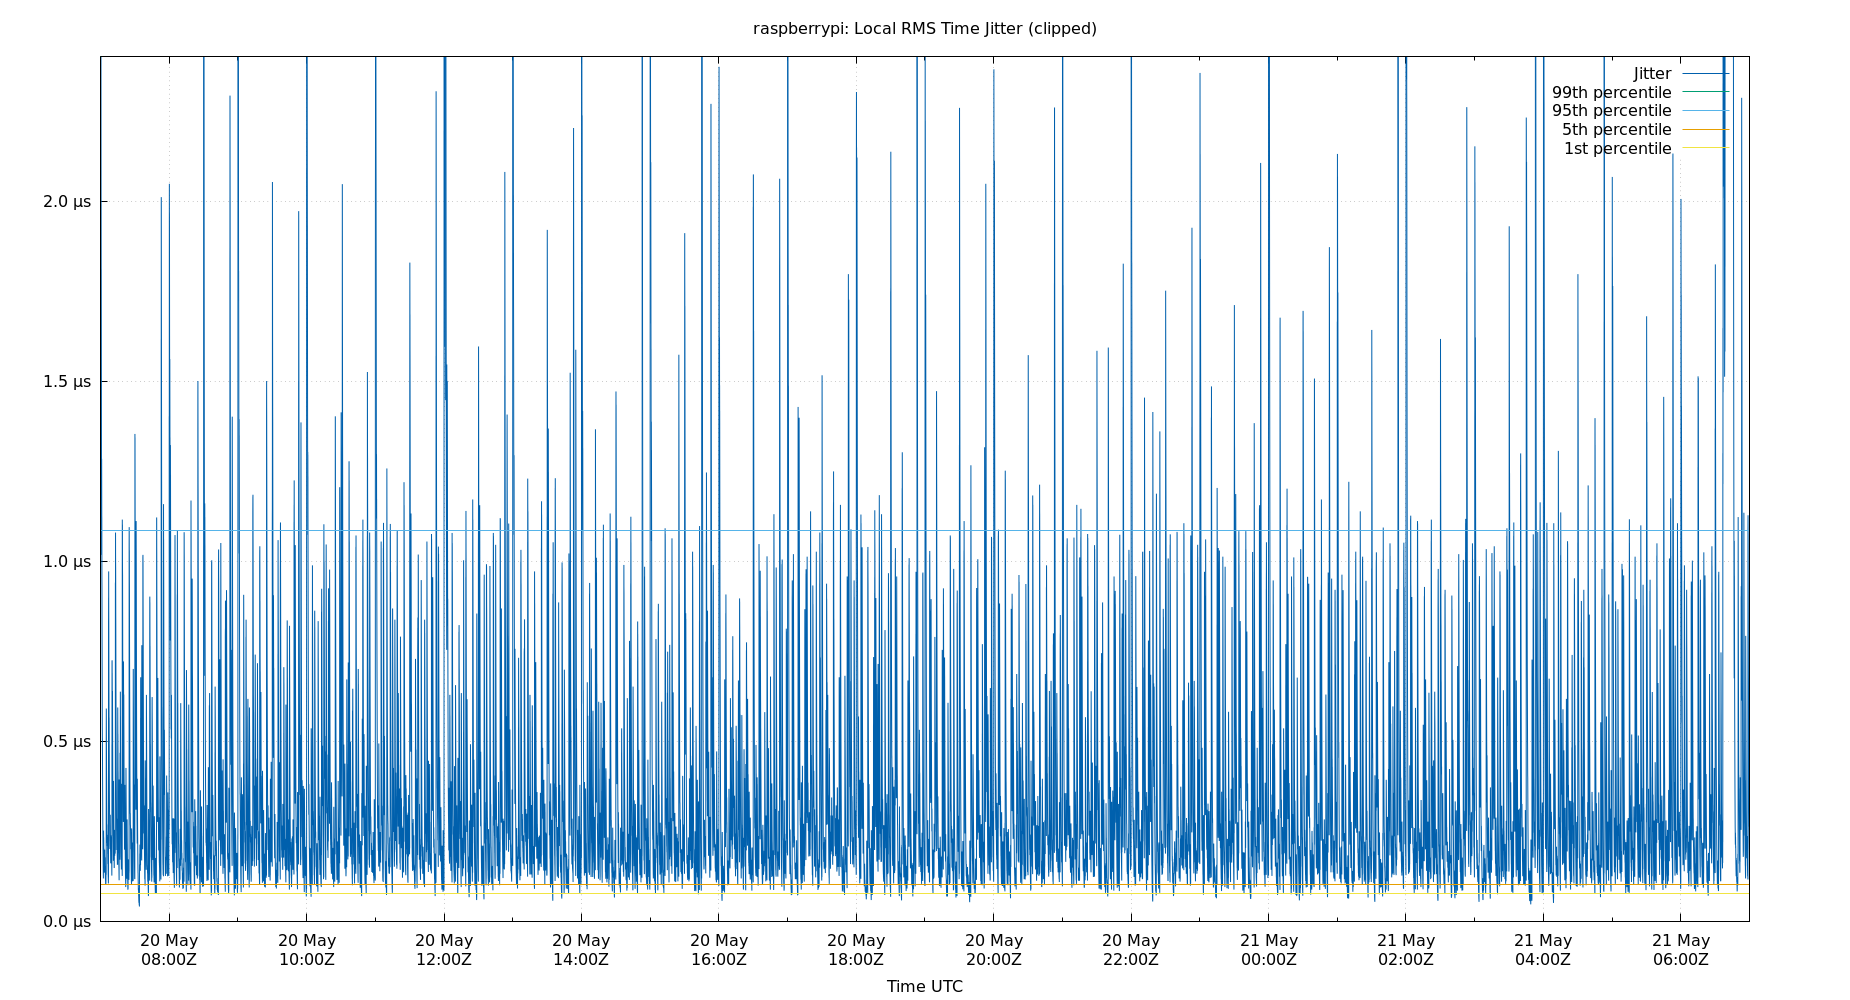 raspberrypi: Local RMS Time Jitter (clipped)
Jitter
99th percentile
95th percentile
5th percentile
1st percentile
2.0 µs
1.5 µs
1.0 µs
0.5 µs
0.0 µs
20 May 20 May 20 May 20 May 20 May 20 May 20 May 20 May 21 May 21 May 21 May 21 May
08:00Z 10:00Z 12:00Z 14:00Z 16:00Z 18:00Z 20:00Z 22:00Z 00:00Z 02:00Z 04:00Z 06:00Z
Time UTC